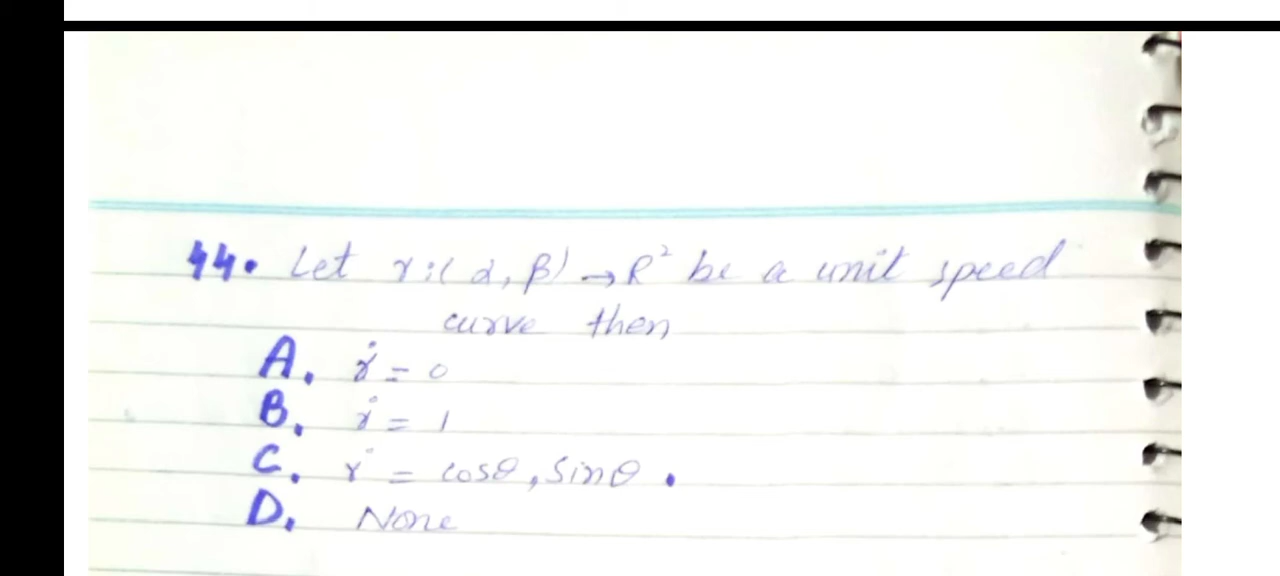 44. Let γ:(α, β) → R² be a unit speed
curve then
A. γ̇ = 0
B. γ̇ = 1
C. γ̇ = cosθ, sinθ.
D. None